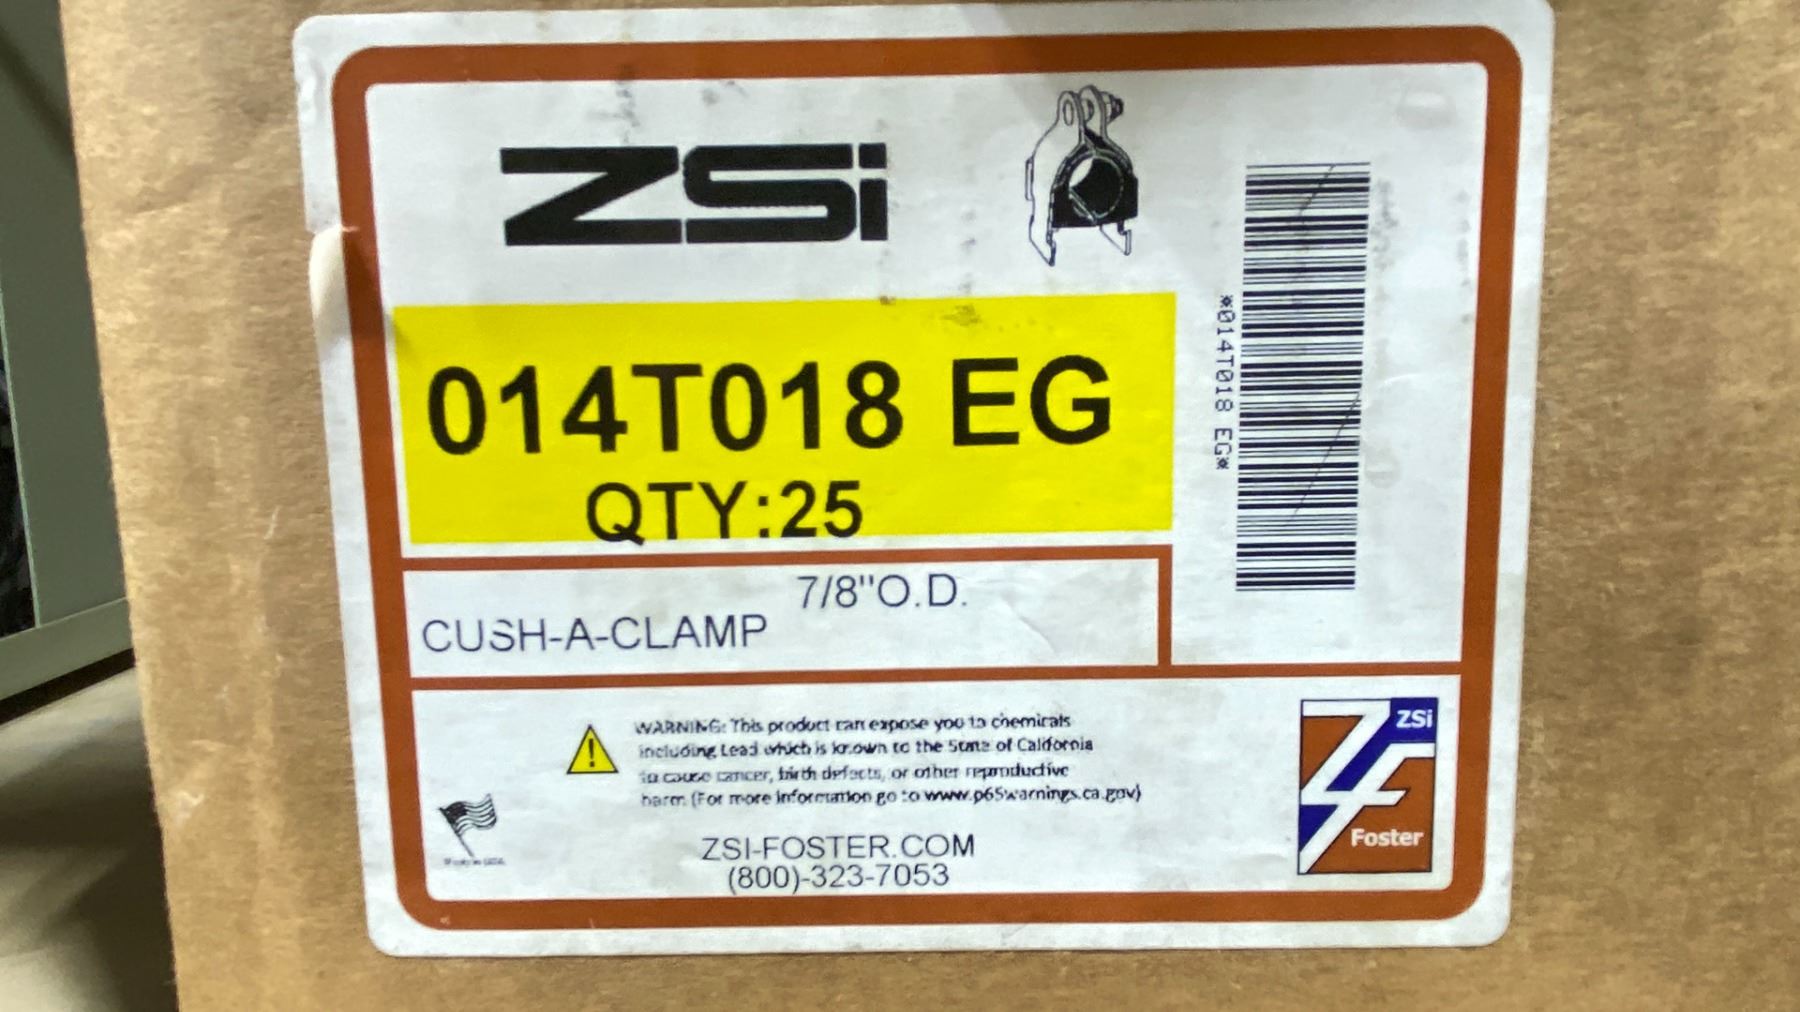 ZSi
014T018 EG
QTY:25
*014T018 EG*
7/8"O.D.
CUSH-A-CLAMP
WARNING: This product can expose you to chemicals
including Lead which is known to the State of California
to cause cancer, birth defects, or other reproductive
harm (For more information go to www.p65warnings.ca.gov)
ZSI-FOSTER.COM
(800)-323-7053
ZSi
ZF
Foster